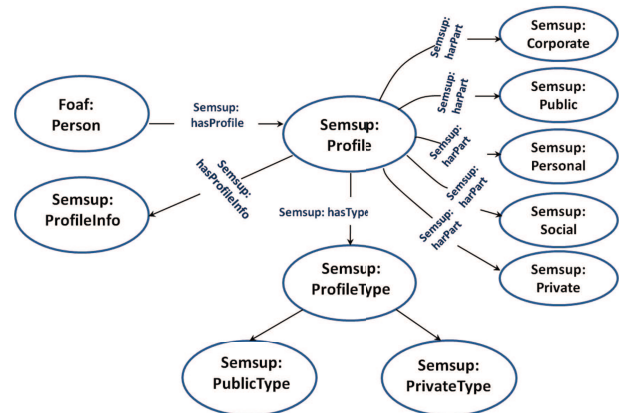 Semsup:
Corporate
Semsup:
harPart
Foaf:
Person
Semsup:
hasProfile
Semsup:
Profile
Semsup:
harPart
Semsup:
Public
Semsup:
harPart
Semsup:
Personal
Semsup:
ProfileInfo
Semsup:
hasProfileInfo
Semsup:
harPart
Semsup:
Social
Semsup: hasType
Semsup:
harPart
Semsup:
Private
Semsup:
ProfileType
Semsup:
PublicType
Semsup:
PrivateType